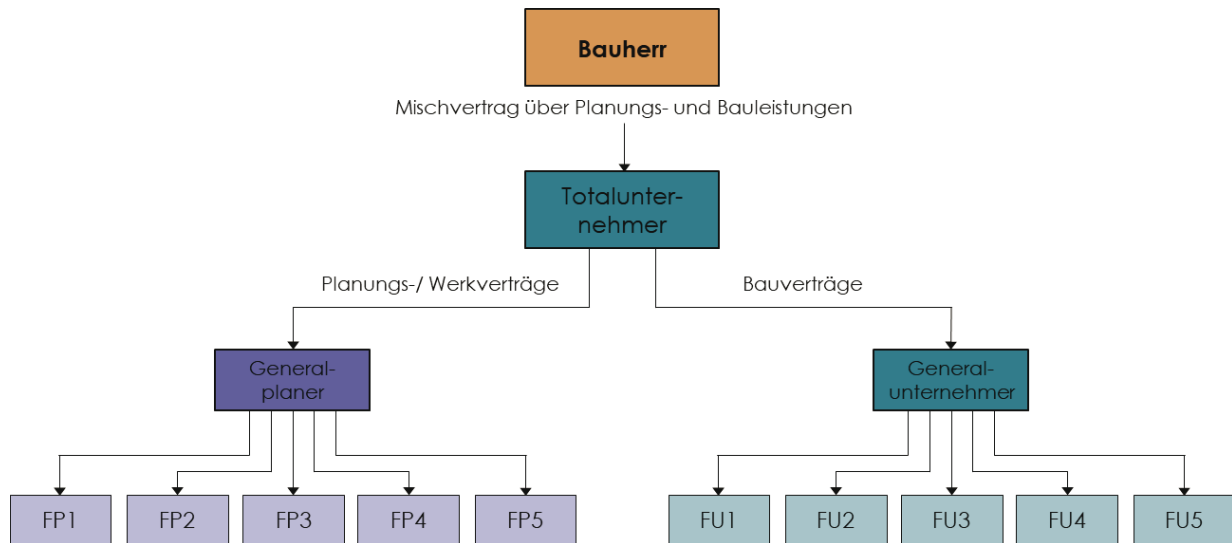 Bauherr
Mischvertrag über Planungs- und Bauleistungen
Totalunter-
nehmer
Planungs-/ Werkverträge
Bauverträge
General-
planer
General-
unternehmer
FP1
FP2
FP3
FP4
FP5
FU1
FU2
FU3
FU4
FU5